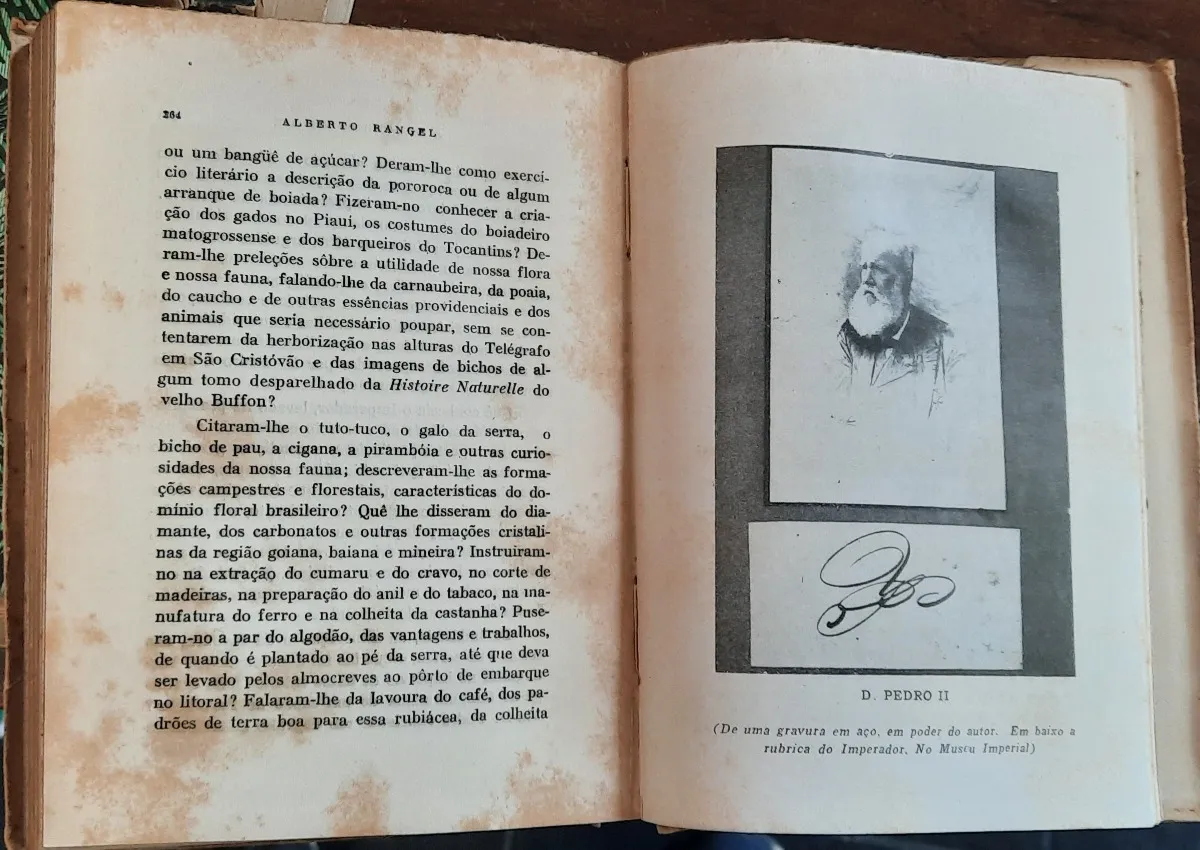 264
ALBERTO RANGEL
ou um bangüê de açúcar? Deram-lhe como exercí-
cio literário a descrição da pororoca ou de algum
arranque de boiada? Fizeram-no conhecer a cria-
ção dos gados no Piaui, os costumes do boiadeiro
matogrossense e dos barqueiros do Tocantins? De-
ram-lhe preleções sôbre a utilidade de nossa flora
e nossa fauna, falando-lhe da carnaubeira, da poaia,
do caucho e de outras essências providenciais e dos
animais que seria necessário poupar, sem se con-
tentarem da herborização nas alturas do Telégrafo
em São Cristóvão e das imagens de bichos de al-
gum tomo desparelhado da Histoire Naturelle do
velho Buffon?
Citaram-lhe o tuto-tuco, o galo da serra, o
bicho de pau, a cigana, a pirambóia e outras curio-
sidades da nossa fauna; descreveram-lhe as forma-
ções campestres e florestais, características do do-
mínio floral brasileiro? Quê lhe disseram do dia-
mante, dos carbonatos e outras formações cristali-
nas da região goiana, baiana e mineira? Instruiram-
no na extração do cumaru e do cravo, no corte de
madeiras, na preparação do anil e do tabaco, na ma-
nufatura do ferro e na colheita da castanha? Puse-
ram-no a par do algodão, das vantagens e trabalhos,
de quando é plantado ao pé da serra, até que deva
ser levado pelos almocreves ao pôrto de embarque
no litoral? Falaram-lhe da lavoura do café, dos pa-
drões de terra boa para essa rubiácea, da colheita
D. PEDRO II
(De uma gravura em aço, em poder do autor. Em baixo a
rubrica do Imperador. No Museu Imperial)